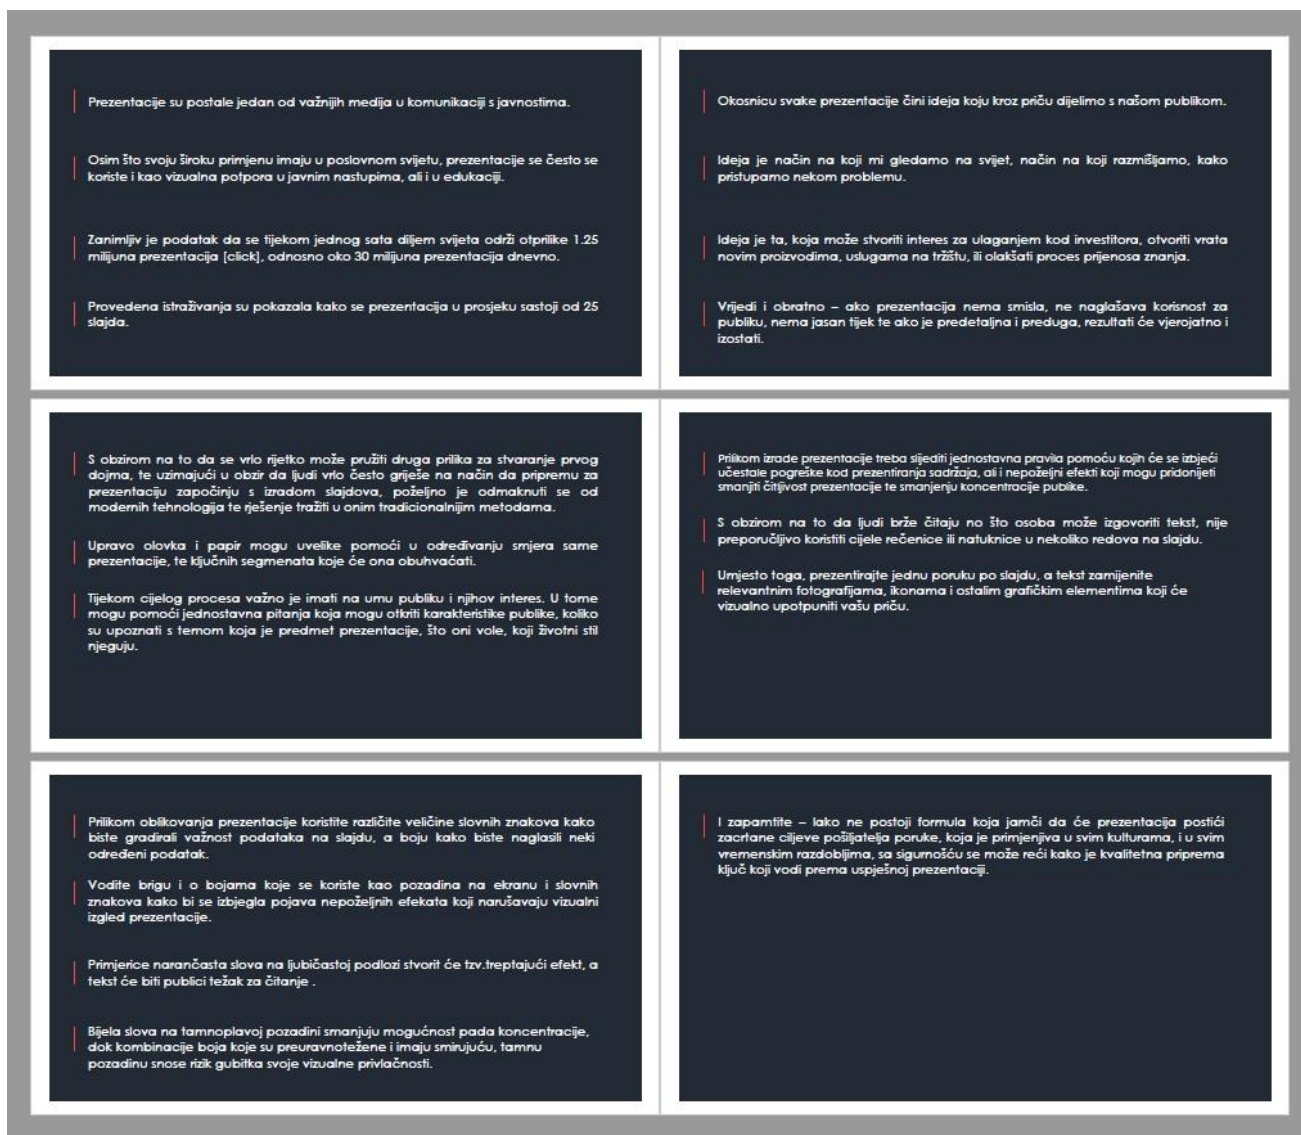 Prezentacije su postale jedan od važnijih medija u komunikaciji s javnostima.
Osim što svoju široku primjenu imaju u poslovnom svijetu, prezentacije se često se
koriste i kao vizualna potpora u javnim nastupima, ali i u edukaciji.
Zanimljiv je podatak da se tijekom jednog sata diljem svijeta održi otprilike 1.25
milijuna prezentacija [click], odnosno oko 30 milijuna prezentacija dnevno.
Provedena istraživanja su pokazala kako se prezentacija u prosjeku sastoji od 25
slajda.
Okosnicu svake prezentacije čini ideja koju kroz priču dijelimo s našom publikom.
Ideja je način na koji mi gledamo na svijet, način na koji razmišljamo, kako
pristupamo nekom problemu.
Ideja je ta, koja može stvoriti interes za ulaganjem kod investitora, otvoriti vrata
novim proizvodima, uslugama na tržištu, ili olakšati proces prijenosa znanja.
Vrijedi i obratno – ako prezentacija nema smisla, ne naglašava korisnost za
publiku, nema jasan tijek te ako je predetaljna i preduga, rezultati će vjerojatno i
izostati.
S obzirom na to da se vrlo rijetko može pružiti druga prilika za stvaranje prvog
dojma, te uzimajući u obzir da ljudi vrlo često griješe na način da pripremu za
prezentaciju započinju s izradom slajdova, poželjno je odmaknuti se od
modernih tehnologija te rješenje tražiti u onim tradicionalnijim metodama.
Upravo olovka i papir mogu uvelike pomoći u određivanju smjera same
prezentacije, te ključnih segmenata koje će ona obuhvaćati.
Tijekom cijelog procesa važno je imati na umu publiku i njihov interes. U tome
mogu pomoći jednostavna pitanja koja mogu otkriti karakteristike publike, koliko
su upoznati s temom koja je predmet prezentacije, što oni vole, koji životni stil
njeguju.
Prilikom izrade prezentacije treba slijediti jednostavna pravila pomoću kojih će se izbjeći
učestale pogreške kod prezentiranja sadržaja, ali i nepoželjni efekti koji mogu pridonijeti
smanjiti čitljivost prezentacije te smanjenju koncentracije publike.
S obzirom na to da ljudi brže čitaju no što osoba može izgovoriti tekst, nije
preporučljivo koristiti cijele rečenice ili natuknice u nekoliko redova na slajdu.
Umjesto toga, prezentirajte jednu poruku po slajdu, a tekst zamijenite
relevantnim fotografijama, ikonama i ostalim grafičkim elementima koji će
vizualno upotpuniti vašu priču.
Prilikom oblikovanja prezentacije koristite različite veličine slovnih znakova kako
biste gradirali važnost podataka na slajdu, a boju kako biste naglasili neki
određeni podatak.
Vodite brigu i o bojama koje se koriste kao pozadina na ekranu i slovnih
znakova kako bi se izbjegla pojava nepoželjnih efekata koji narušavaju vizualni
izgled prezentacije.
Primjerice narančasta slova na ljubičastoj podlozi stvorit će tzv.treptajući efekt, a
tekst će biti publici težak za čitanje .
Bijela slova na tamnoplavoj pozadini smanjuju mogućnost pada koncentracije,
dok kombinacije boja koje su preuravnotežene i imaju smirujuću, tamnu
pozadinu snose rizik gubitka svoje vizualne privlačnosti.
I zapamtite – Iako ne postoji formula koja jamči da će prezentacija postići
zacrtane ciljeve pošiljatelja poruke, koja je primjenjiva u svim kulturama, i u svim
vremenskim razdobljima, sa sigurnošću se može reći kako je kvalitetna priprema
ključ koji vodi prema uspješnoj prezentaciji.